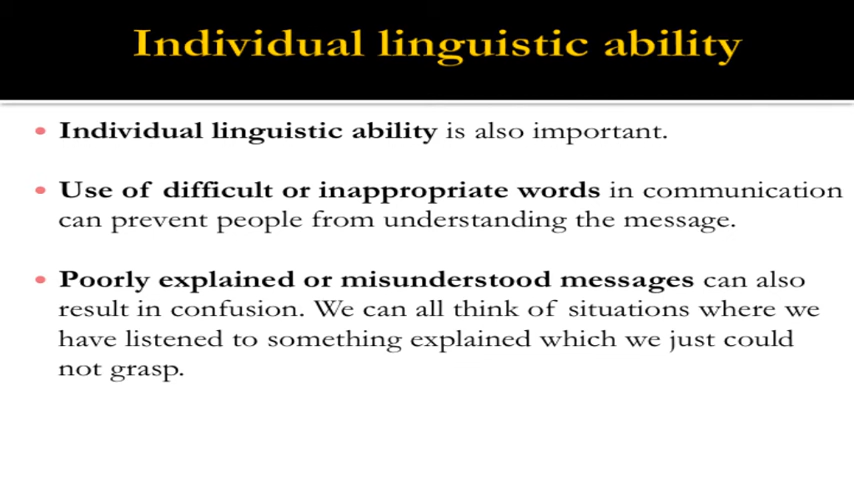 Individual linguistic ability
• Individual linguistic ability is also important.
• Use of difficult or inappropriate words in communication
can prevent people from understanding the message.
• Poorly explained or misunderstood messages can also
result in confusion. We can all think of situations where we
have listened to something explained which we just could
not grasp.